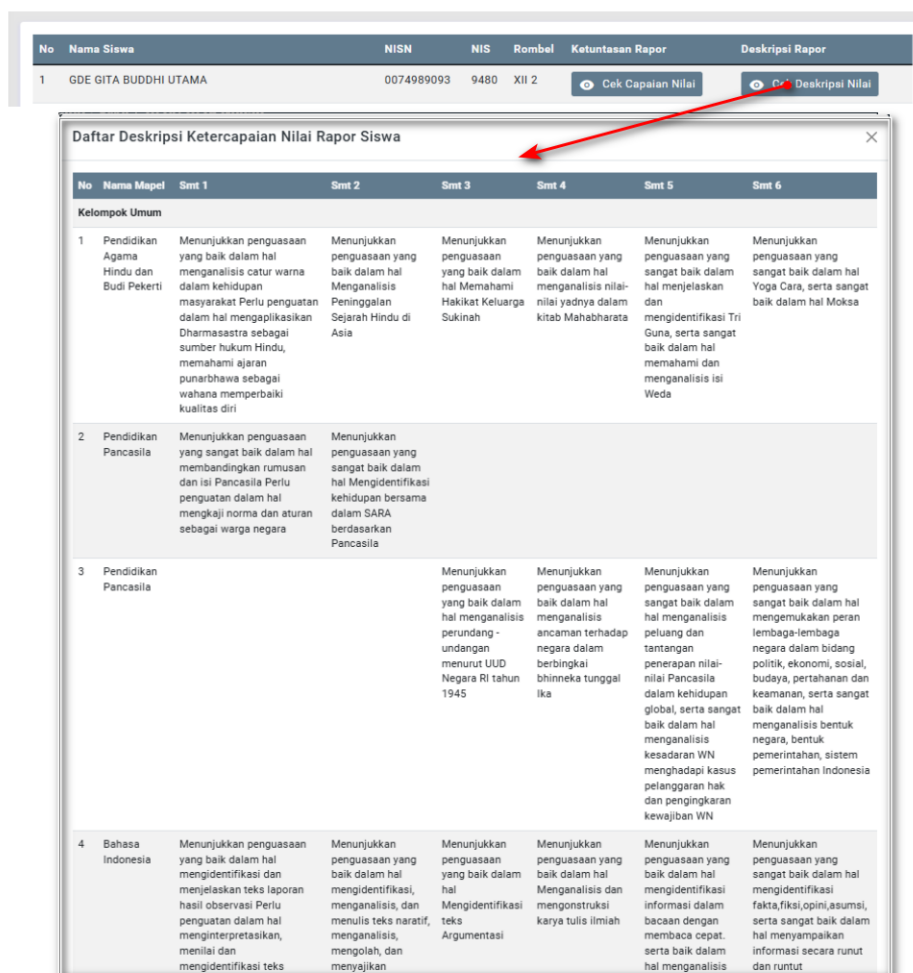 No Nama Siswa NISN NIS Rombel Ketuntasan Rapor Deskripsi Rapor
1 GDE GITA BUDDHI UTAMA 0074989093 9480 XII 2 Cek Capaian Nilai Cek Deskripsi Nilai
Daftar Deskripsi Ketercapaian Nilai Rapor Siswa
No Nama Mapel Smt 1 Smt 2 Smt 3 Smt 4 Smt 5 Smt 6
Kelompok Umum
1
Pendidikan
Agama
Hindu dan
Budi Pekerti
Menunjukkan penguasaan
yang baik dalam hal
menganalisis catur warna
dalam kehidupan
masyarakat Perlu penguatan
dalam hal mengaplikasikan
Dharmasastra sebagai
sumber hukum Hindu,
memahami ajaran
punarbhawa sebagai
wahana memperbaiki
kualitas diri
Menunjukkan
penguasaan yang
baik dalam hal
Menganalisis
Peninggalan
Sejarah Hindu di
Asia
Menunjukkan
penguasaan
yang baik dalam
hal Memahami
Hakikat Keluarga
Sukinah
Menunjukkan
penguasaan yang
baik dalam hal
menganalisis nilai-
nilai yadnya dalam
kitab Mahabharata
Menunjukkan
penguasaan yang
sangat baik dalam
hal menjelaskan
dan
mengidentifikasi Tri
Guna, serta sangat
baik dalam hal
memahami dan
menganalisis isi
Weda
Menunjukkan
penguasaan yang
sangat baik dalam hal
Yoga Cara, serta sangat
baik dalam hal Moksa
2
Pendidikan
Pancasila
Menunjukkan penguasaan
yang sangat baik dalam hal
membandingkan rumusan
dan isi Pancasila Perlu
penguatan dalam hal
mengkaji norma dan aturan
sebagai warga negara
Menunjukkan
penguasaan yang
sangat baik dalam
hal Mengidentifikasi
kehidupan bersama
dalam SARA
berdasarkan
Pancasila
3
Pendidikan
Pancasila
Menunjukkan
penguasaan
yang baik dalam
hal menganalisis
perundang -
undangan
menurut UUD
Negara RI tahun
1945
Menunjukkan
penguasaan yang
baik dalam hal
menganalisis
ancaman terhadap
negara dalam
berbingkai
bhinneka tunggal
Ika
Menunjukkan
penguasaan yang
sangat baik dalam
hal menganalisis
peluang dan
tantangan
penerapan nilai-
nilai Pancasila
dalam kehidupan
global, serta sangat
baik dalam hal
menganalisis
kesadaran WN
menghadapi kasus
pelanggaran hak
dan pengingkaran
kewajiban WN
Menunjukkan
penguasaan yang
sangat baik dalam hal
mengemukakan peran
lembaga-lembaga
negara dalam bidang
politik, ekonomi, sosial,
budaya, pertahanan dan
keamanan, serta sangat
baik dalam hal
menganalisis bentuk
negara, bentuk
pemerintahan, sistem
pemerintahan Indonesia
4
Bahasa
Indonesia
Menunjukkan penguasaan
yang baik dalam hal
mengidentifikasi dan
menjelaskan teks laporan
hasil observasi Perlu
penguatan dalam hal
menginterpretasikan,
menilai dan
mengidentifikasi teks
Menunjukkan
penguasaan yang
baik dalam hal
mengidentifikasi,
menganalisis, dan
menulis teks naratif,
menganalisis,
mengolah, dan
menyajikan
Menunjukkan
penguasaan
yang baik dalam
hal
Mengidentifikasi
teks
Argumentasi
Menunjukkan
penguasaan yang
baik dalam hal
Menganalisis dan
mengonstruksi
karya tulis ilmiah
Menunjukkan
penguasaan yang
baik dalam hal
mengidentifikasi
informasi dalam
bacaan dengan
membaca cepat.
serta baik dalam
hal menganalisis
Menunjukkan
penguasaan yang
sangat baik dalam hal
mengidentifikasi
fakta,fiksi,opini,asumsi,
serta sangat baik dalam
hal menyampaikan
informasi secara runut
dan runtut